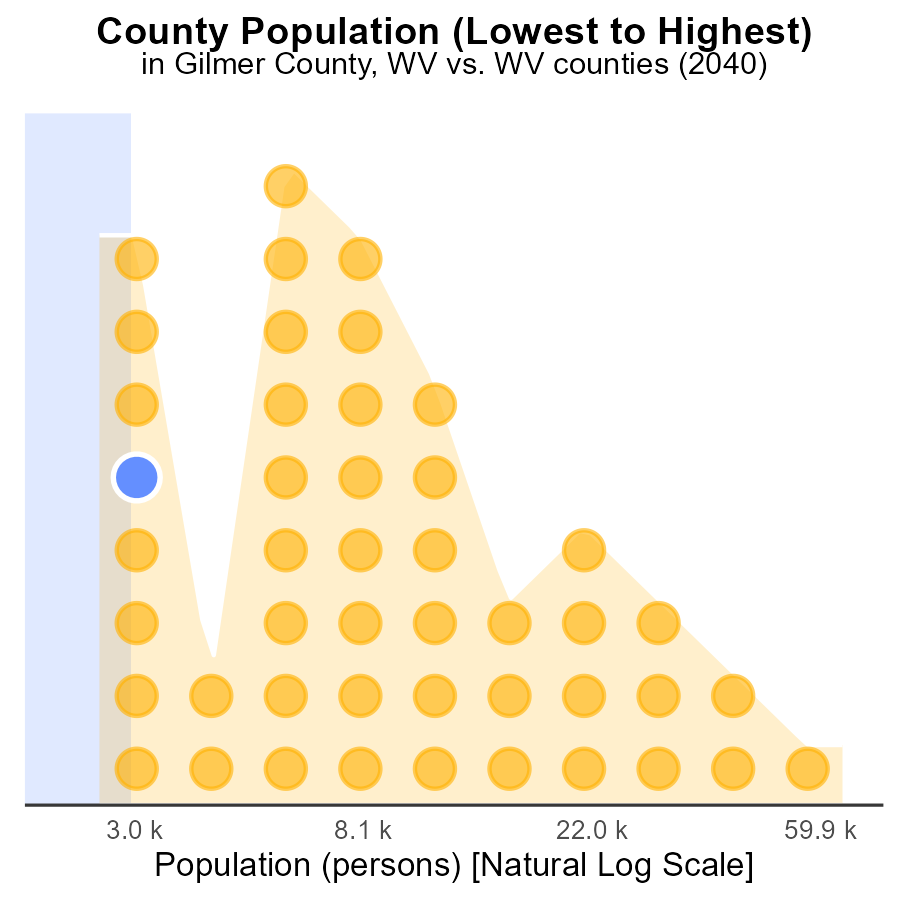 County Population (Lowest to Highest)
in Gilmer County, WV vs. WV counties (2040)
3.0 k
8.1 k
22.0 k
59.9 k
Population (persons) [Natural Log Scale]